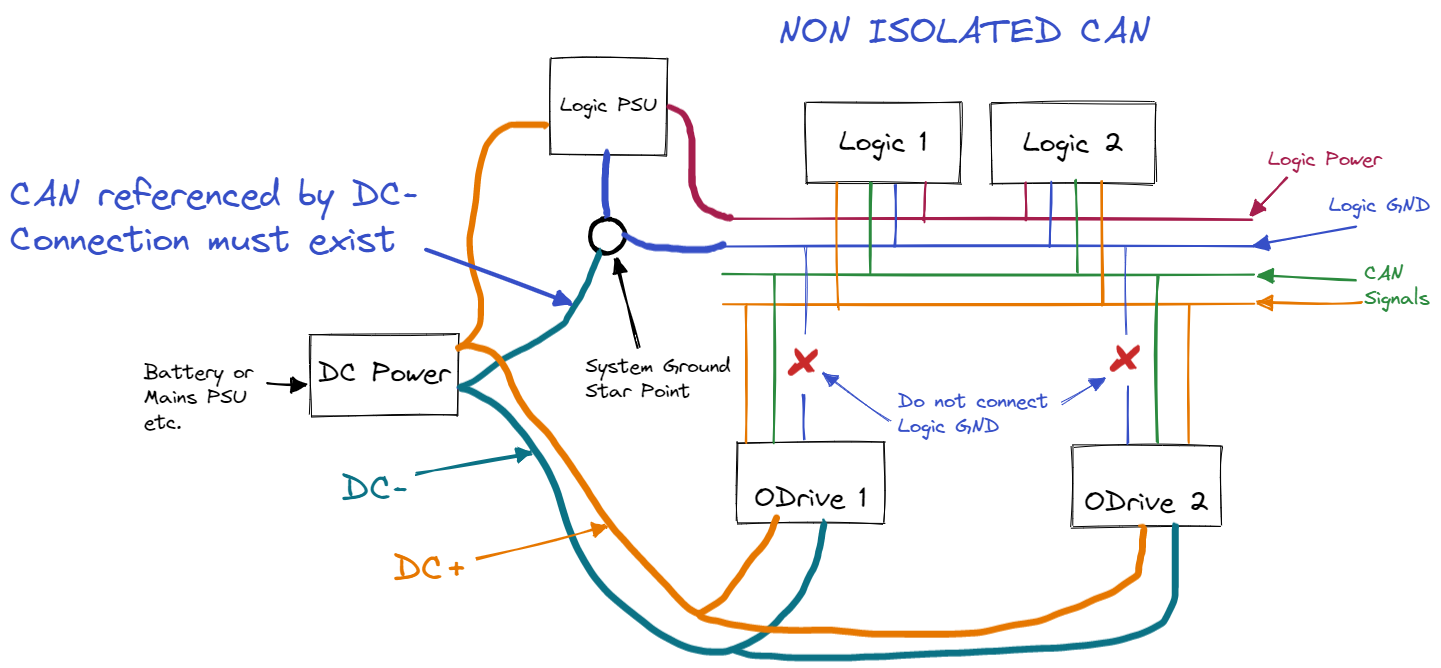 NON ISOLATED CAN
Logic PSU
Logic 1
Logic 2
Logic Power
Logic GND
CAN referenced by DC-
Connection must exist
CAN
Signals
System Ground
Star Point
DC Power
Battery or
Mains PSU
etc.
Do not connect
Logic GND
DC-
ODrive 1
ODrive 2
DC+